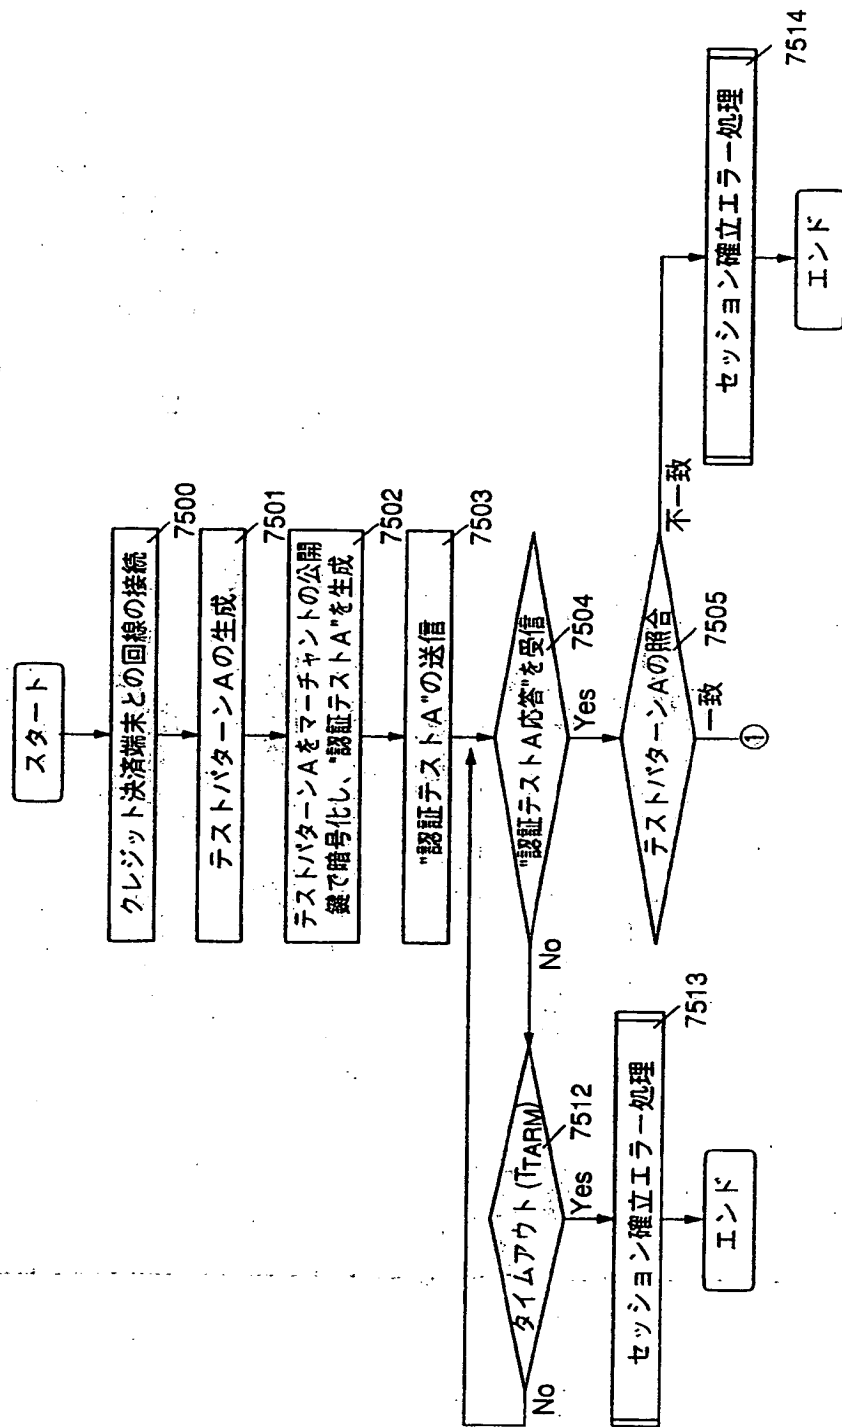 スタート
クレジット決済端末との回線の接続
7500
テストパターンAの生成
7501
テストパターンAをマーチャントの公開
鍵で暗号化し、"認証テストA"を生成
7502
"認証テストA"の送信
7503
"認証テストA応答"を受信
7504
Yes
No
タイムアウト(TTARM)
7512
Yes
No
セッション確立エラー処理
7513
エンド
テストパターンAの照合
7505
一致
①
不一致
セッション確立エラー処理
7514
エンド